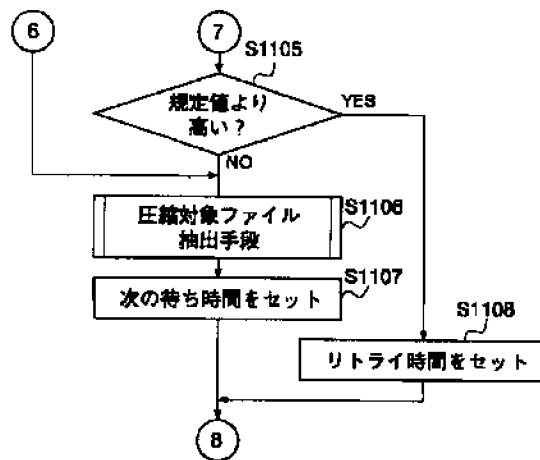 6
7
S1105
規定値より
高い？
YES
NO
圧縮対象ファイル
抽出手段
S1106
次の待ち時間をセット
S1107
S1108
リトライ時間をセット
8